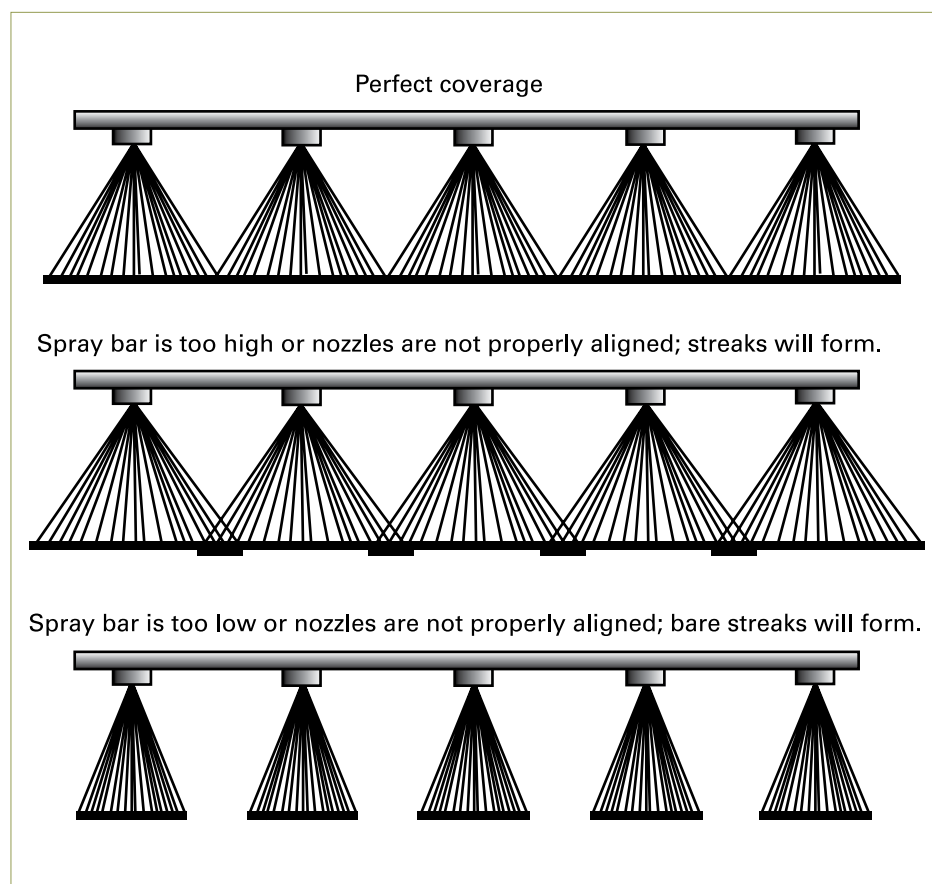 Perfect coverage
Spray bar is too high or nozzles are not properly aligned; streaks will form.
Spray bar is too low or nozzles are not properly aligned; bare streaks will form.